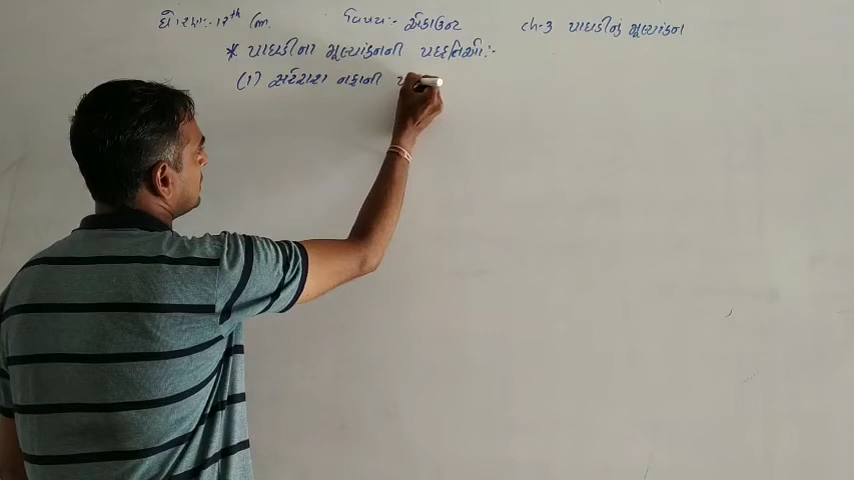 ધોરણ:- 12th Com. વિષય:- એકાઉન્ટ ch-3 પાઘડીનું મૂલ્યાંકન
* પાઘડીના મૂલ્યાંકનની પદ્ધતિઓ:-
(1) સરેરાશ નફાની પ